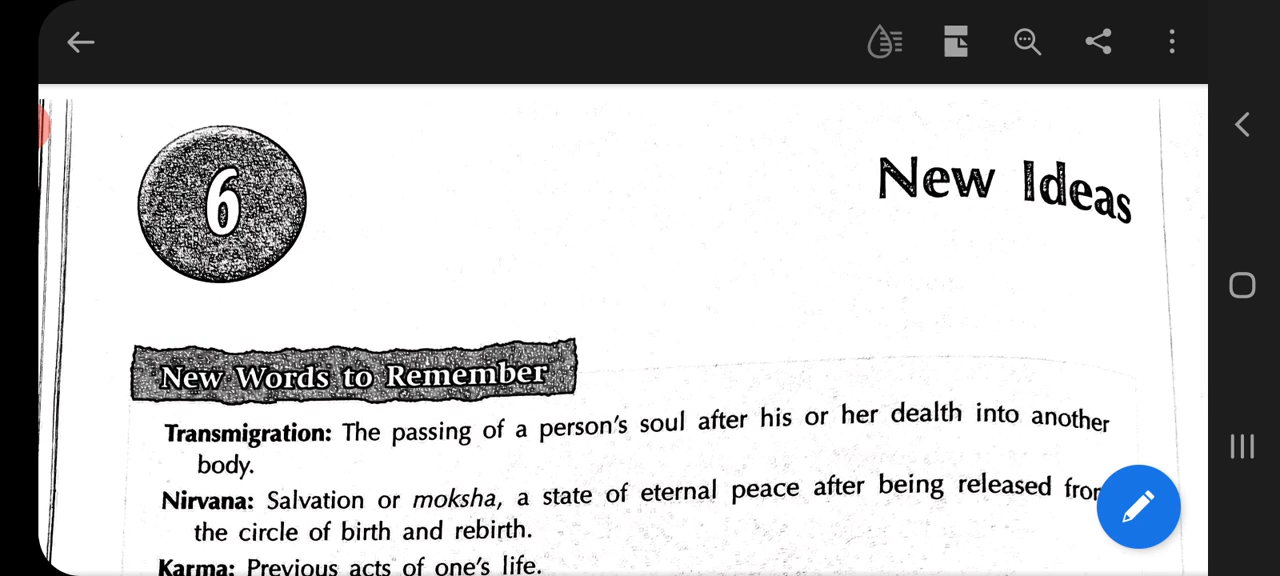 6
New Ideas
New Words to Remember
Transmigration: The passing of a person's soul after his or her dealth into another
body.
Nirvana: Salvation or moksha, a state of eternal peace after being released from
the circle of birth and rebirth.
Karma: Previous acts of one's life.